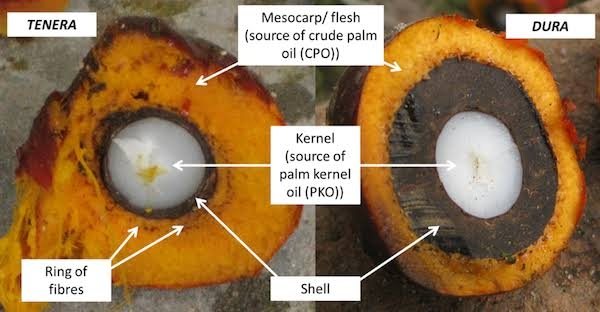 TENERA
Mesocarp/ flesh
(source of crude palm
oil (CPO))
DURA
Kernel
(source of
palm kernel
oil (PKO))
Ring of
fibres
Shell